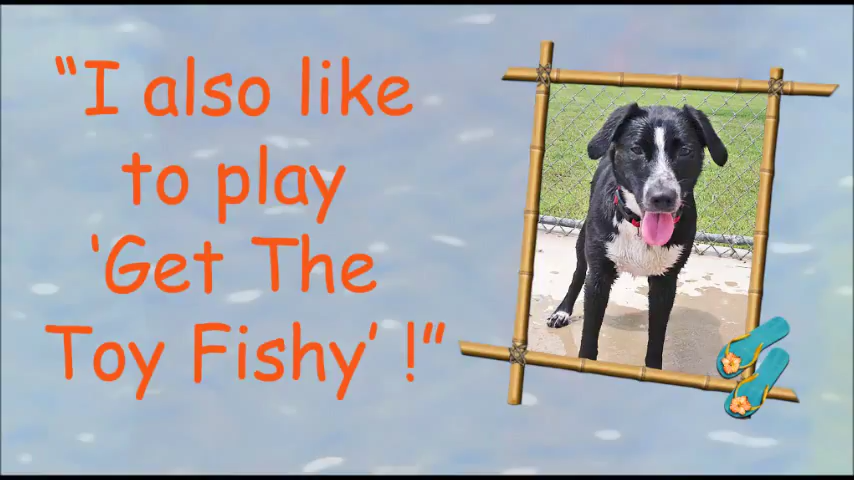 “I also like
to play
‘Get The
Toy Fishy’ !”